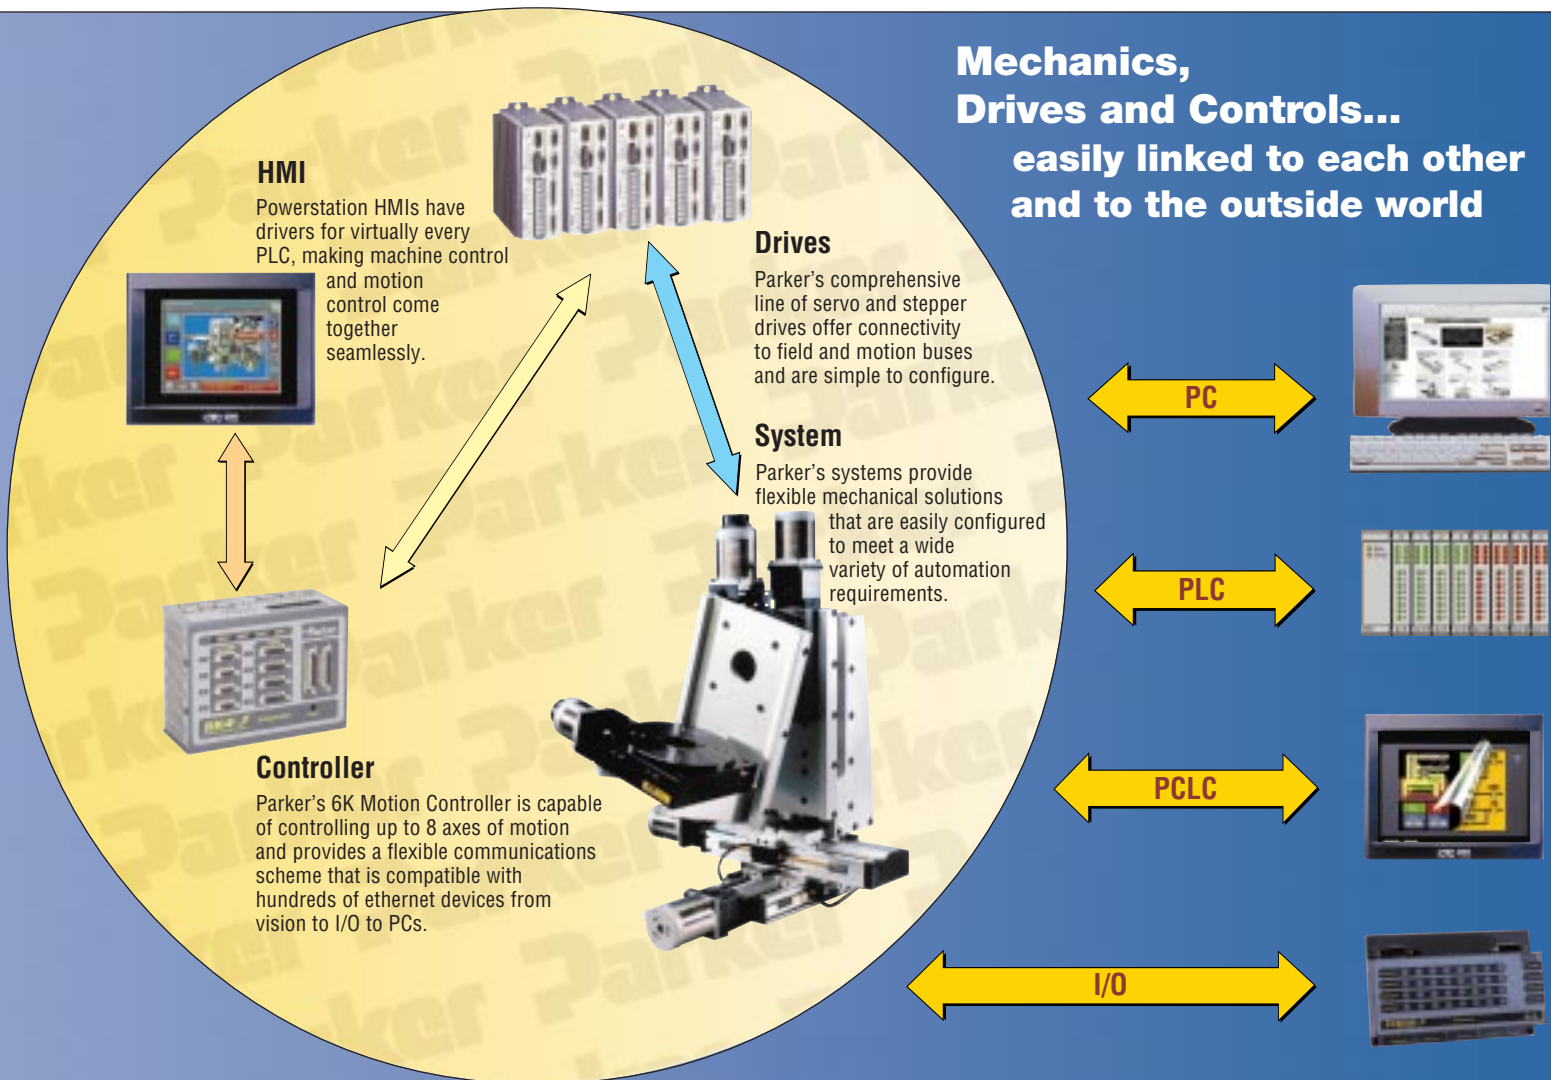 Mechanics,
Drives and Controls...
easily linked to each other
and to the outside world
HMI
Powerstation HMIs have
drivers for virtually every
PLC, making machine control
and motion
control come
together
seamlessly.
Drives
Parker’s comprehensive
line of servo and stepper
drives offer connectivity
to field and motion buses
and are simple to configure.
System
Parker’s systems provide
flexible mechanical solutions
that are easily configured
to meet a wide
variety of automation
requirements.
Controller
Parker’s 6K Motion Controller is capable
of controlling up to 8 axes of motion
and provides a flexible communications
scheme that is compatible with
hundreds of ethernet devices from
vision to I/O to PCs.
PC
PLC
PCLC
I/O
Parker